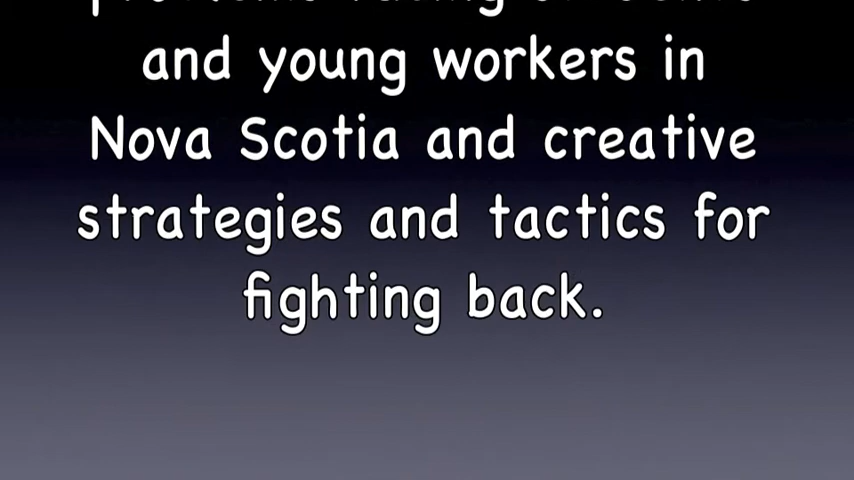 and young workers in
Nova Scotia and creative
strategies and tactics for
fighting back.